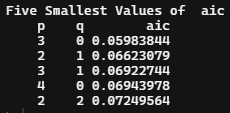 Five Smallest Values of  aic
p    q      aic
3    0 0.05983844
2    1 0.06623079
3    1 0.06922744
4    0 0.06943978
2    2 0.07249564